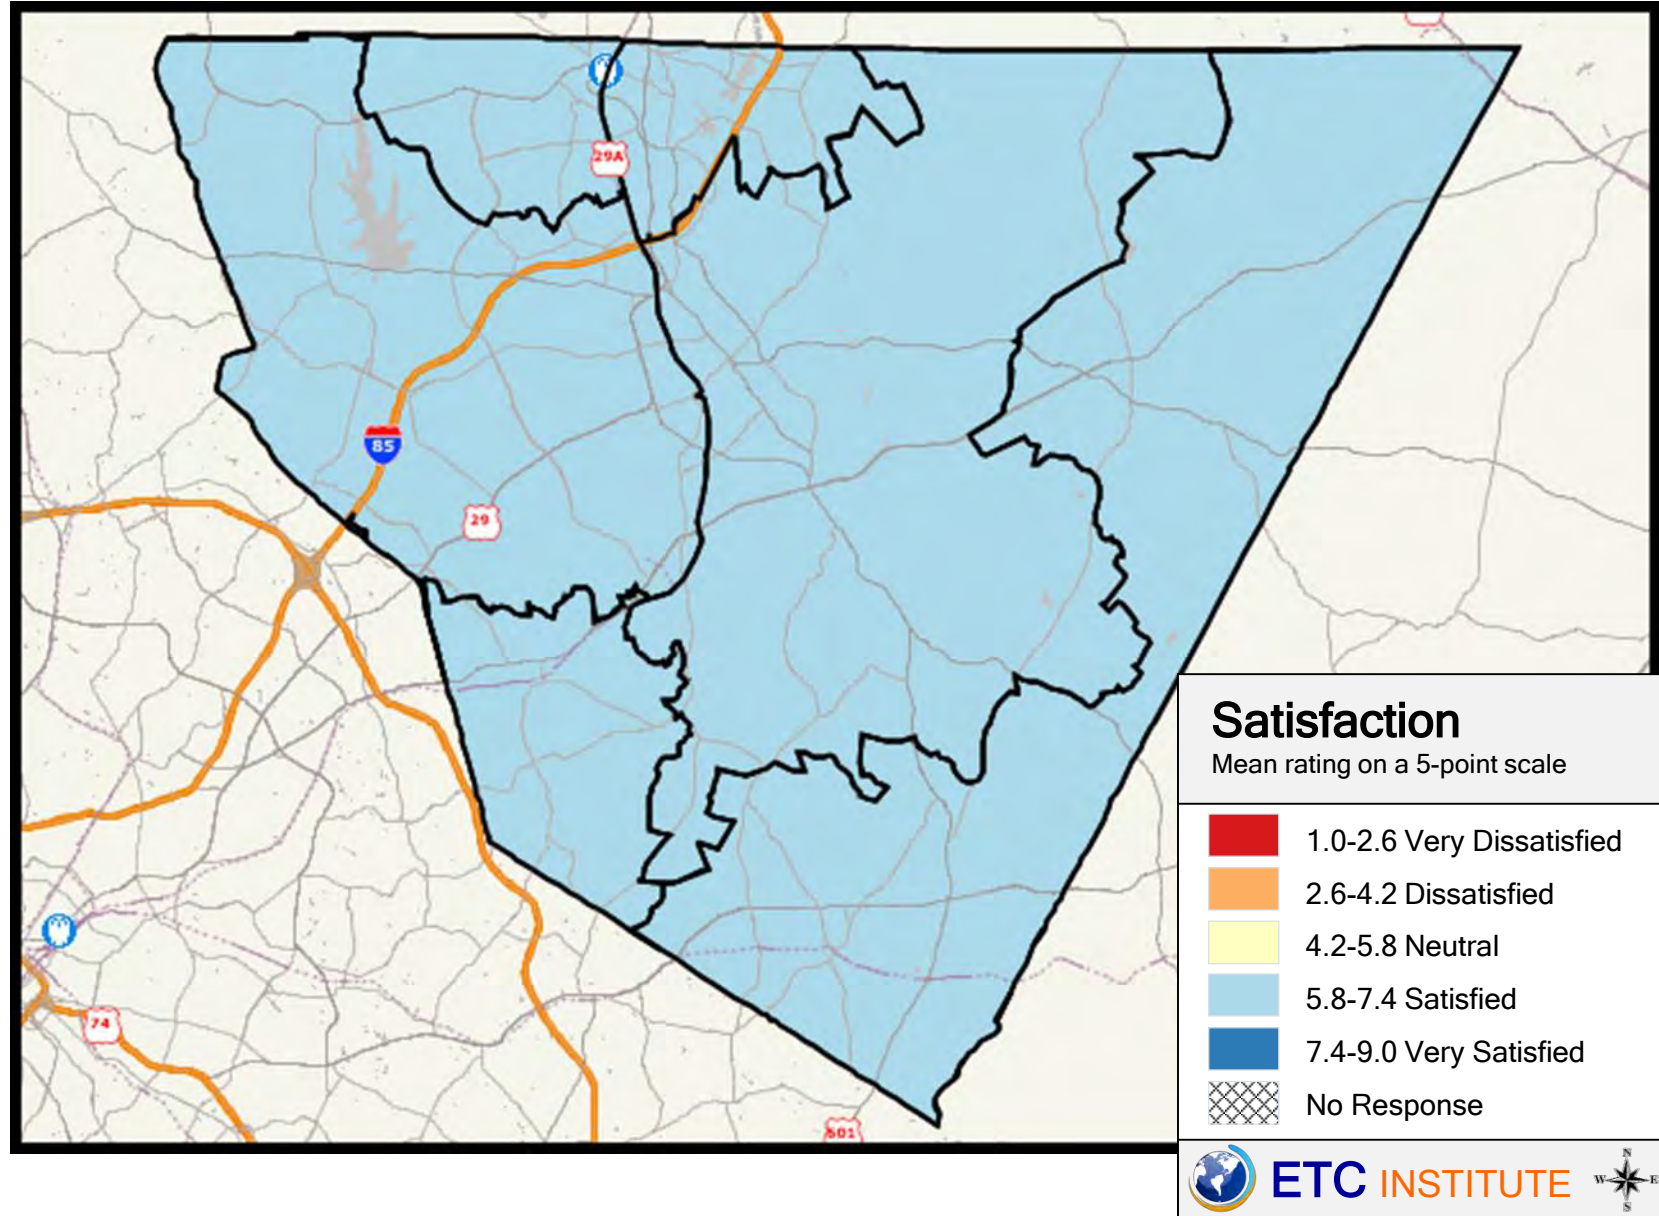 29A
85
29
74
601
Satisfaction
Mean rating on a 5-point scale
1.0-2.6 Very Dissatisfied
2.6-4.2 Dissatisfied
4.2-5.8 Neutral
5.8-7.4 Satisfied
7.4-9.0 Very Satisfied
No Response
ETC INSTITUTE
N
W E
S